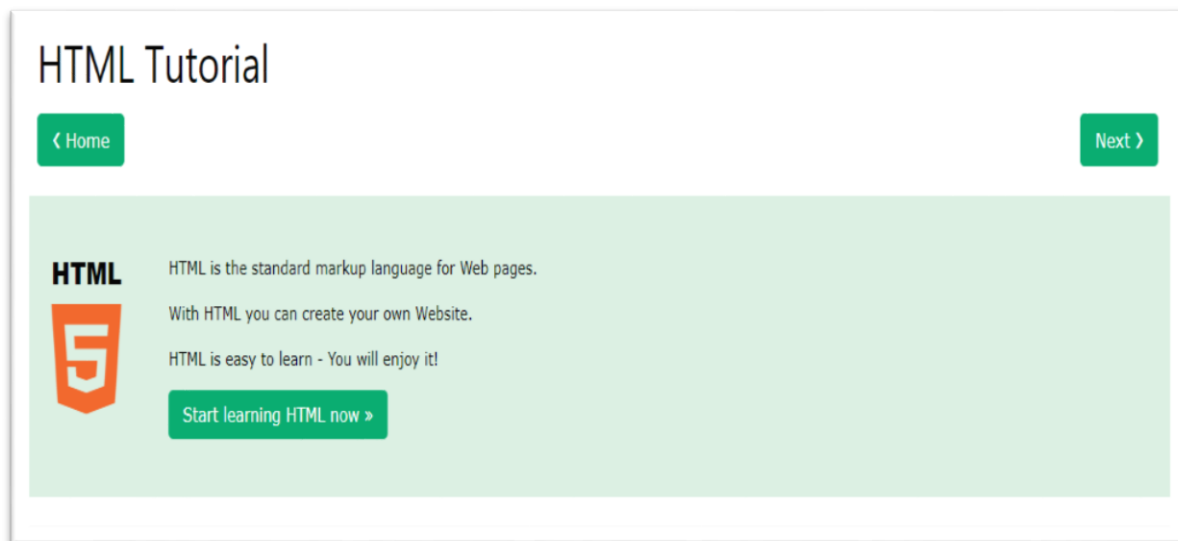 HTML Tutorial
❮ Home
Next ❯
HTML
5
HTML is the standard markup language for Web pages.
With HTML you can create your own Website.
HTML is easy to learn - You will enjoy it!
Start learning HTML now »